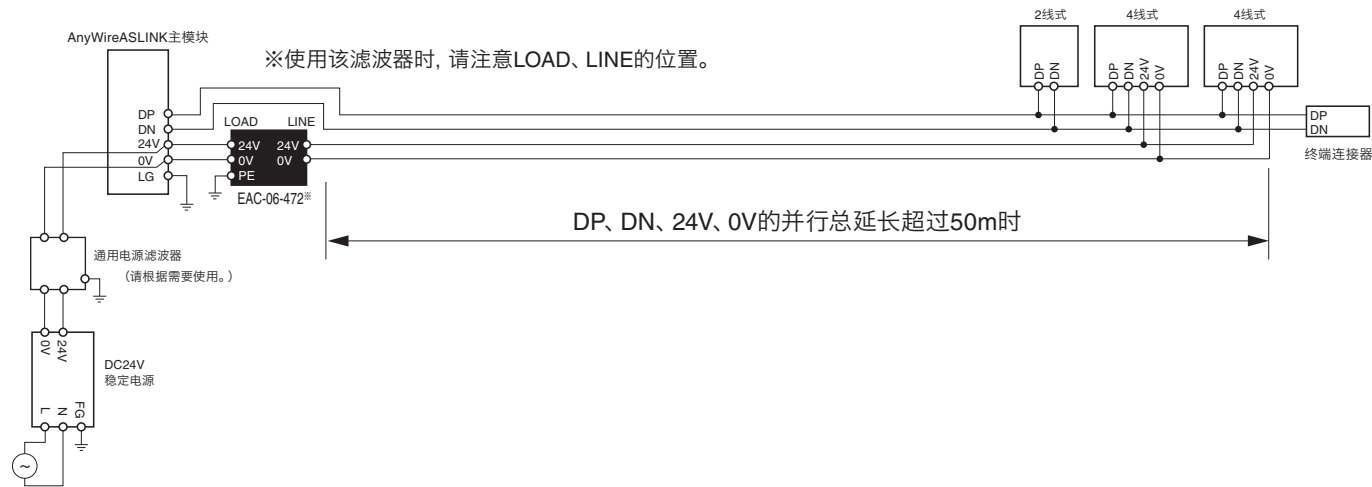 2线式
4线式
4线式
AnyWireASLINK主模块
※使用该滤波器时, 请注意LOAD、LINE的位置。
DP
DN
DP
DN
24V
0V
DP
DN
24V
0V
DP
DN
24V
0V
LG
LOAD
LINE
24V
24V
0V
0V
PE
EAC-06-472※
DP
DN
终端连接器
DP、DN、24V、0V的并行总延长超过50m时
通用电源滤波器
(请根据需要使用。)
0V
24V
DC24V
稳定电源
L
N
FG
~